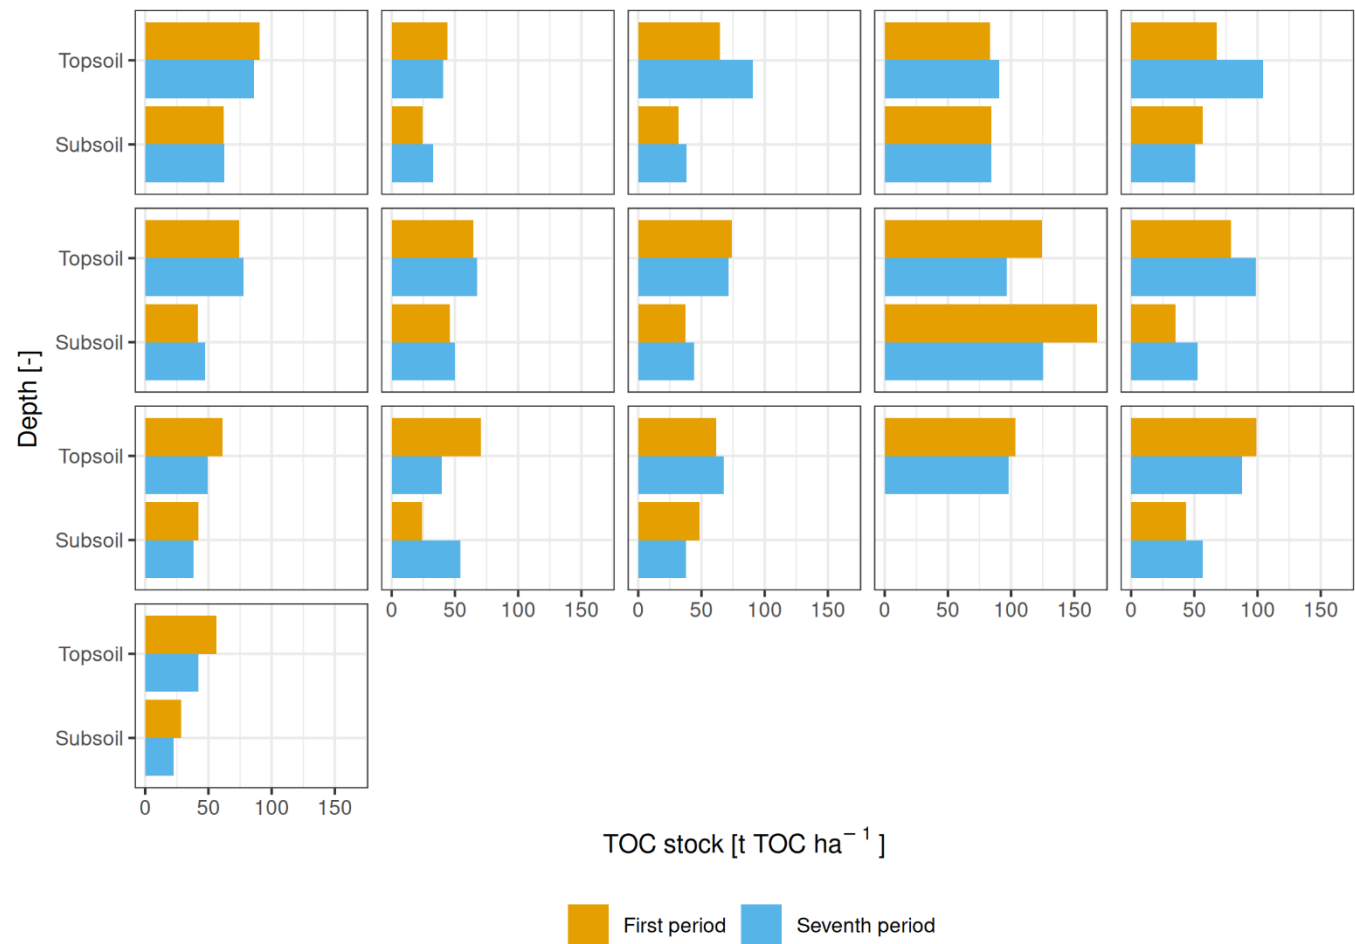 Depth [-]
Topsoil
Subsoil
Topsoil
Subsoil
Topsoil
Subsoil
0 50 100 150 0 50 100 150 0 50 100 150 0 50 100 150
Topsoil
Subsoil
0 50 100 150
TOC stock [t TOC ha⁻¹ ]
First period Seventh period